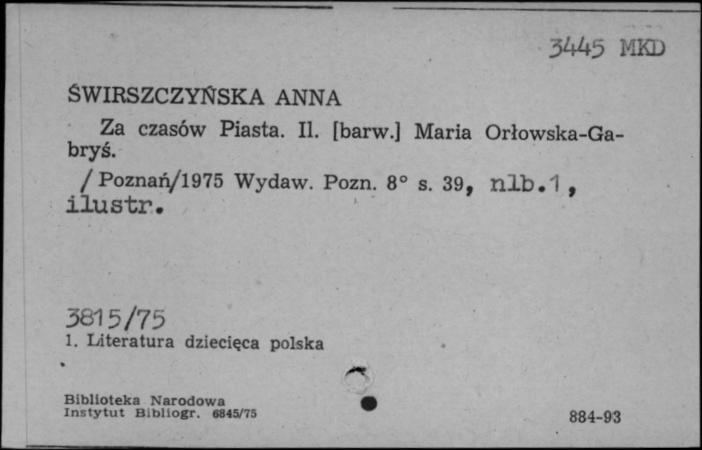 3445 MKD
ŚWIRSZCZYŃSKA ANNA
Za czasów Piasta. Il. [barw.] Maria Orłowska-Ga-
bryś.
/Poznań/1975 Wydaw. Pozn. 8° s. 39, nlb.1,
ilustr.
3815/75
1. Literatura dziecięca polska
Biblioteka Narodowa
Instytut Bibliogr. 6845/75
884-93